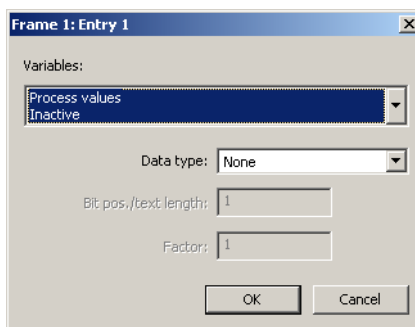 Frame 1: Entry 1
Variables:
Process values
Inactive
Data type: None
Bit pos./text length: 1
Factor: 1
OK Cancel